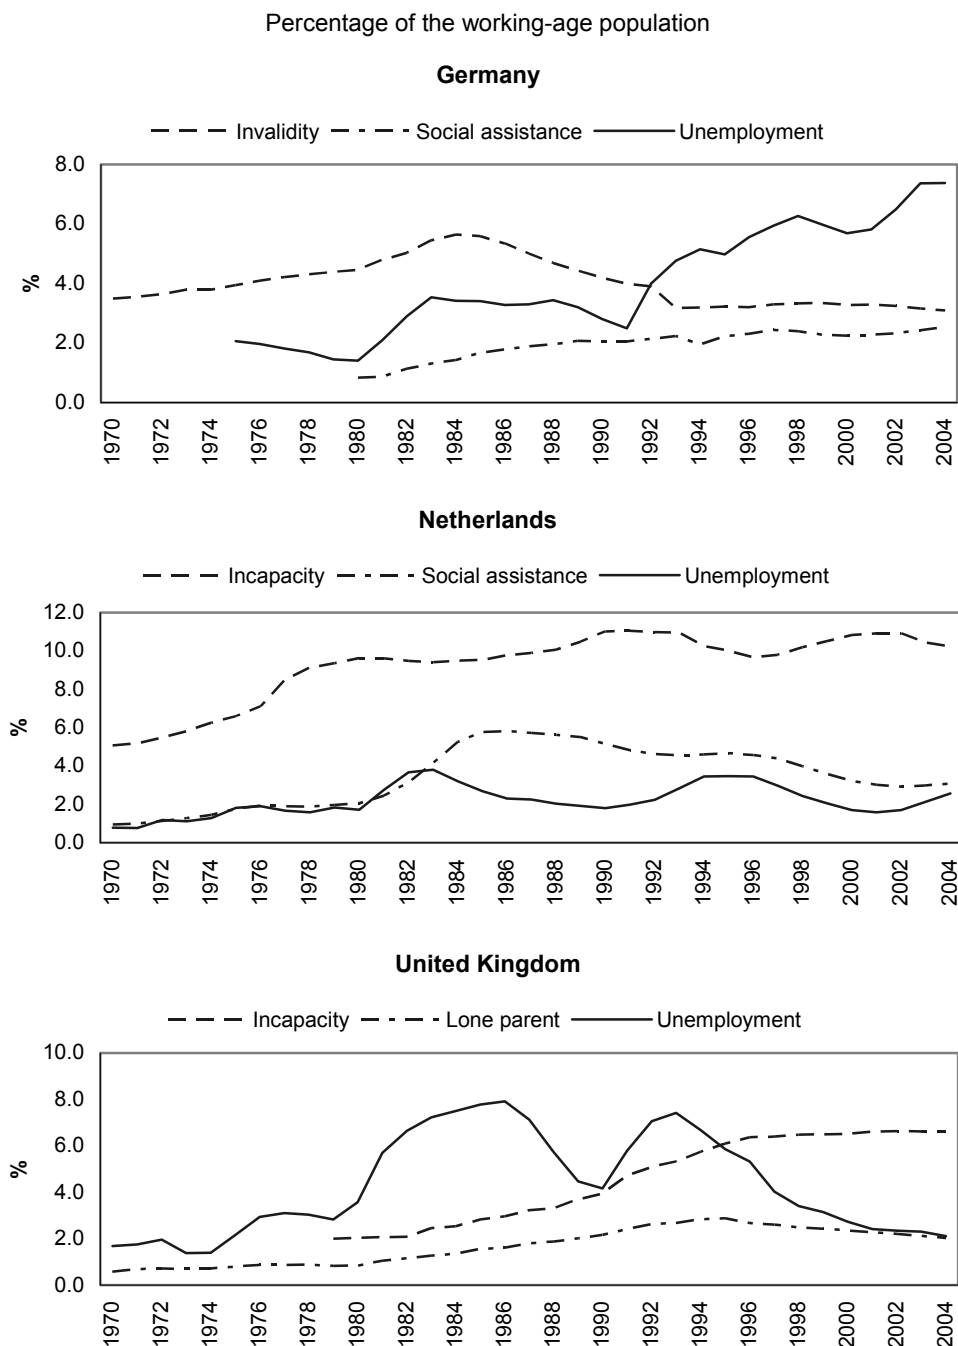 Percentage of the working-age population
Germany
Invalidity Social assistance Unemployment
8.0
6.0
4.0
2.0
0.0
%
1970 1972 1974 1976 1978 1980 1982 1984 1986 1988 1990 1992 1994 1996 1998 2000 2002 2004
Netherlands
Incapacity Social assistance Unemployment
12.0
10.0
8.0
6.0
4.0
2.0
0.0
%
1970 1972 1974 1976 1978 1980 1982 1984 1986 1988 1990 1992 1994 1996 1998 2000 2002 2004
United Kingdom
Incapacity Lone parent Unemployment
10.0
8.0
6.0
4.0
2.0
0.0
%
1970 1972 1974 1976 1978 1980 1982 1984 1986 1988 1990 1992 1994 1996 1998 2000 2002 2004